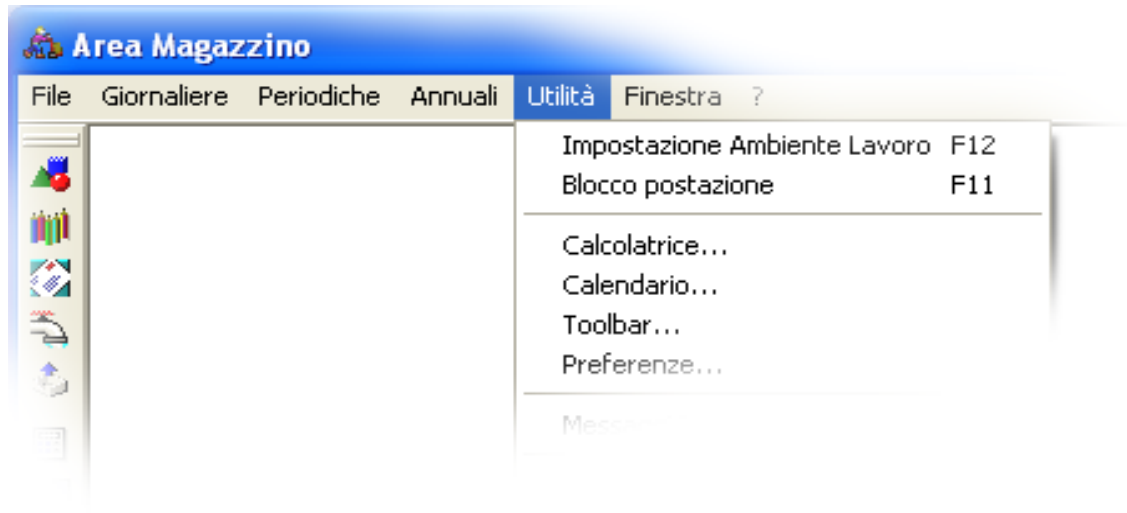 Area Magazzino
File Giornaliere Periodiche Annuali Utilità Finestra ?
Impostazione Ambiente Lavoro F12
Blocco postazione F11
Calcolatrice...
Calendario...
Toolbar...
Preferenze...